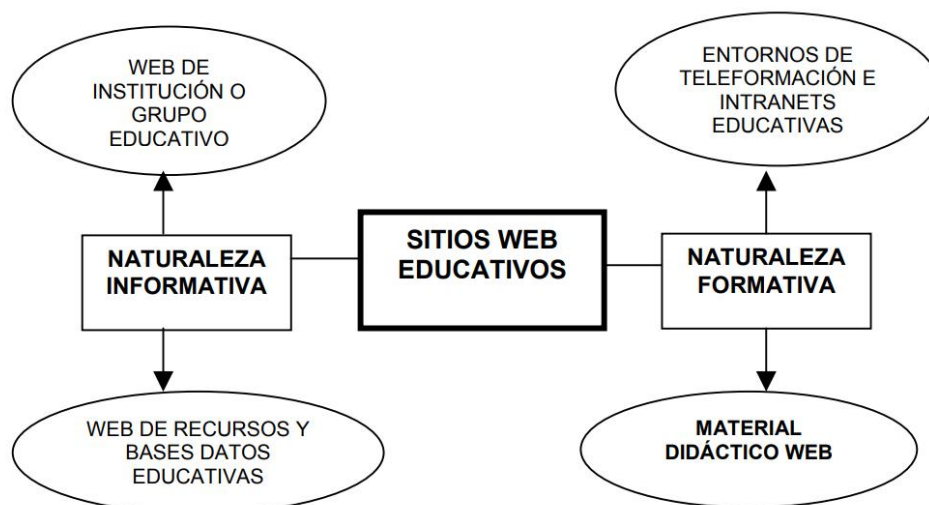 WEB DE
INSTITUCIÓN O
GRUPO
EDUCATIVO
ENTORNOS DE
TELEFORMACIÓN E
INTRANETS
EDUCATIVAS
NATURALEZA
INFORMATIVA
SITIOS WEB
EDUCATIVOS
NATURALEZA
FORMATIVA
WEB DE RECURSOS Y
BASES DATOS
EDUCATIVAS
MATERIAL
DIDÁCTICO WEB